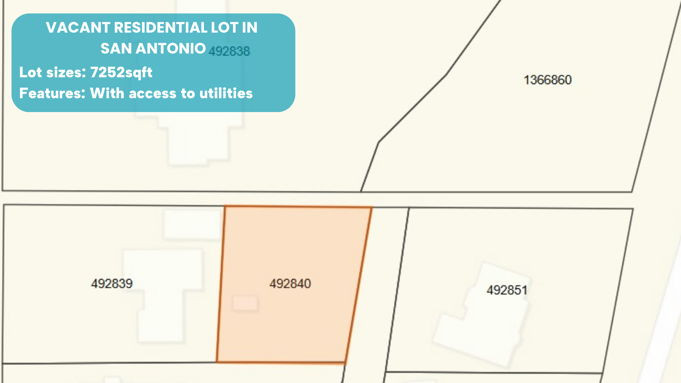 VACANT RESIDENTIAL LOT IN
SAN ANTONIO
492838
Lot sizes: 7252sqft
Features: With access to utilities
1366860
492839
492840
492851